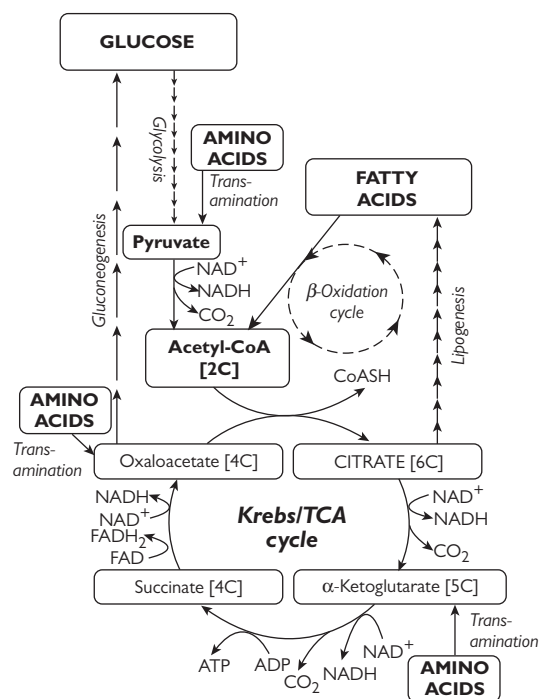 GLUCOSE
Glycolysis
AMINO
ACIDS
Trans-
amination
FATTY
ACIDS
Gluconeogenesis
Pyruvate
NAD+
NADH
CO2
β-Oxidation
cycle
Lipogenesis
Acetyl-CoA
[2C]
CoASH
AMINO
ACIDS
Trans-
amination
Oxaloacetate [4C]
CITRATE [6C]
NADH
NAD+
FADH2
FAD
Krebs/TCA
cycle
NAD+
NADH
CO2
Succinate [4C]
α-Ketoglutarate [5C]
ATP
ADP
CO2
NADH
NAD+
Trans-
amination
AMINO
ACIDS